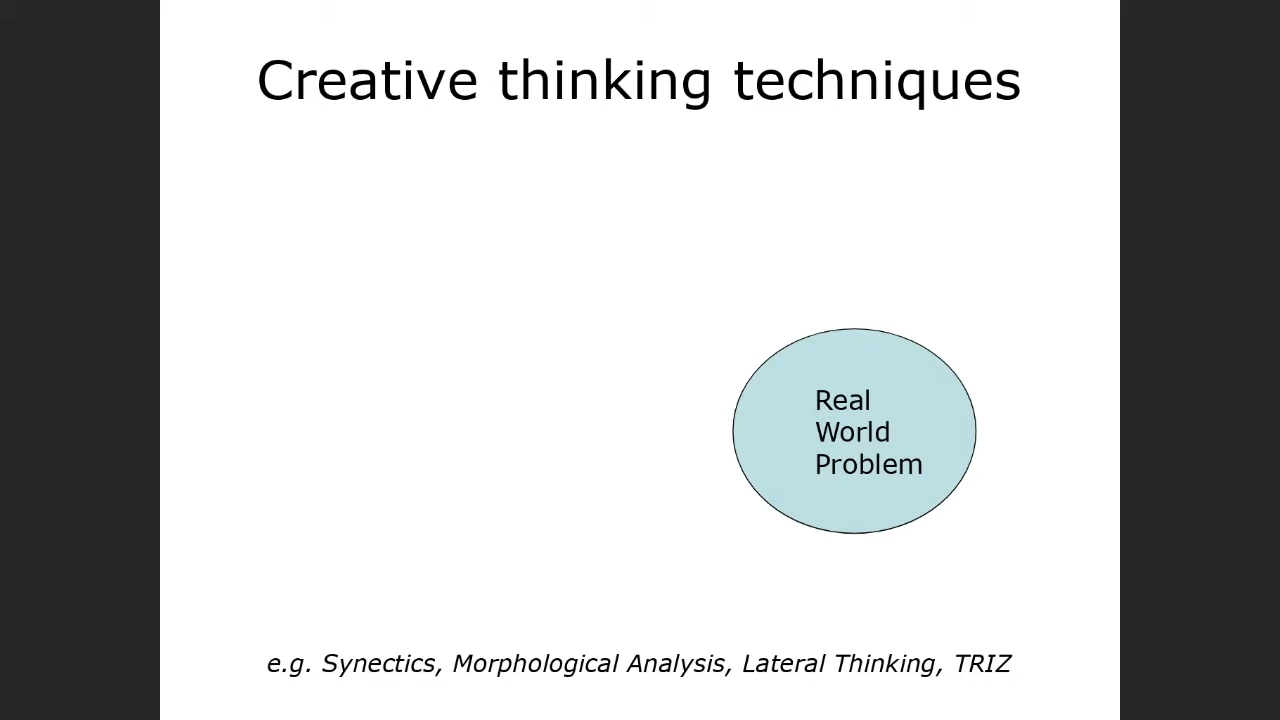 Creative thinking techniques
Real
World
Problem
e.g. Synectics, Morphological Analysis, Lateral Thinking, TRIZ